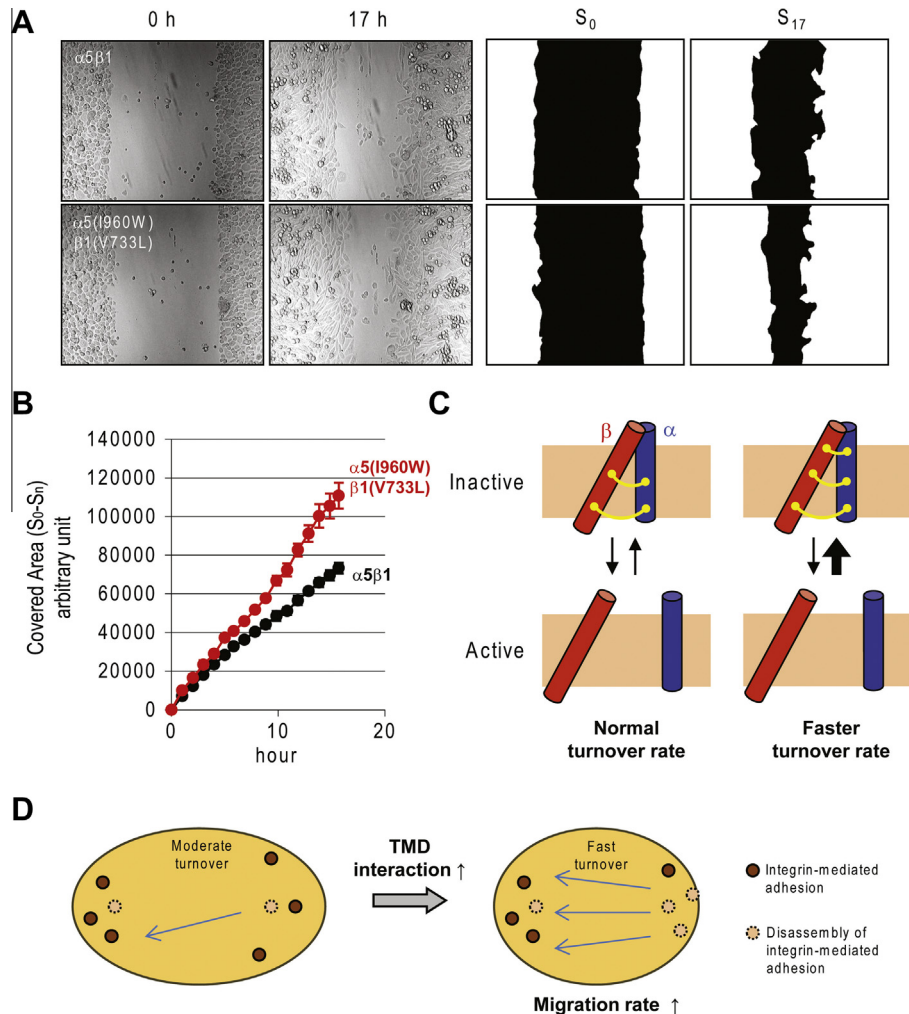 A
0 h
17 h
S0
S17
α5β1
α5(I960W)
β1(V733L)
B
Covered Area (S0-Sn)
arbitrary unit
140000
120000
100000
80000
60000
40000
20000
0
0
10
20
hour
α5(I960W)
β1(V733L)
α5β1
C
β
α
Inactive
Active
Normal
turnover rate
Faster
turnover rate
D
Moderate
turnover
TMD
interaction ↑
Fast
turnover
Migration rate ↑
Integrin-mediated
adhesion
Disassembly of
integrin-mediated
adhesion